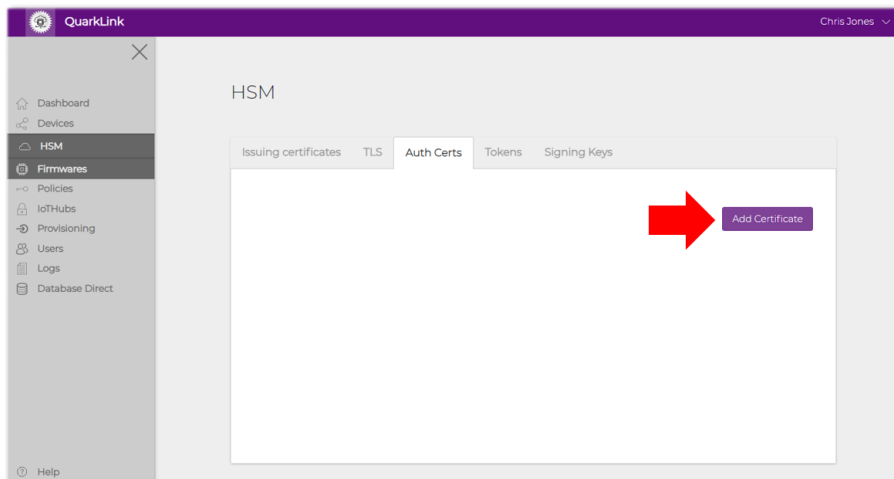 QuarkLink
Chris Jones
Dashboard
Devices
HSM
Firmwares
Policies
IoTHubs
Provisioning
Users
Logs
Database Direct
Help
HSM
Issuing certificates TLS Auth Certs Tokens Signing Keys
Add Certificate